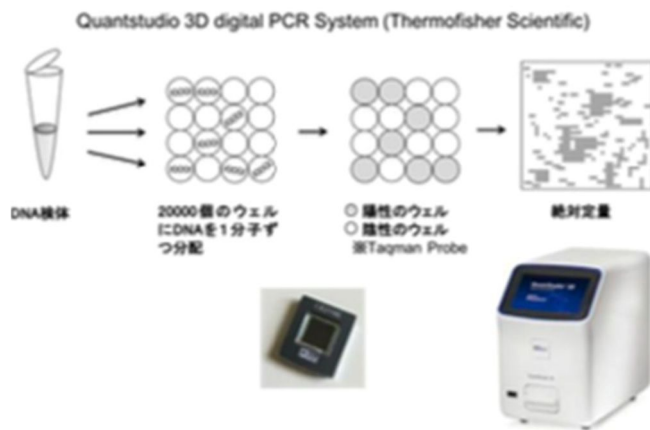 Quantstudio 3D digital PCR System (Thermofisher Scientific)
DNA検体
20000個のウェル
にDNAを1分子ず
つ分配
陽性のウェル
陰性のウェル
※Taqman Probe
絶対定量